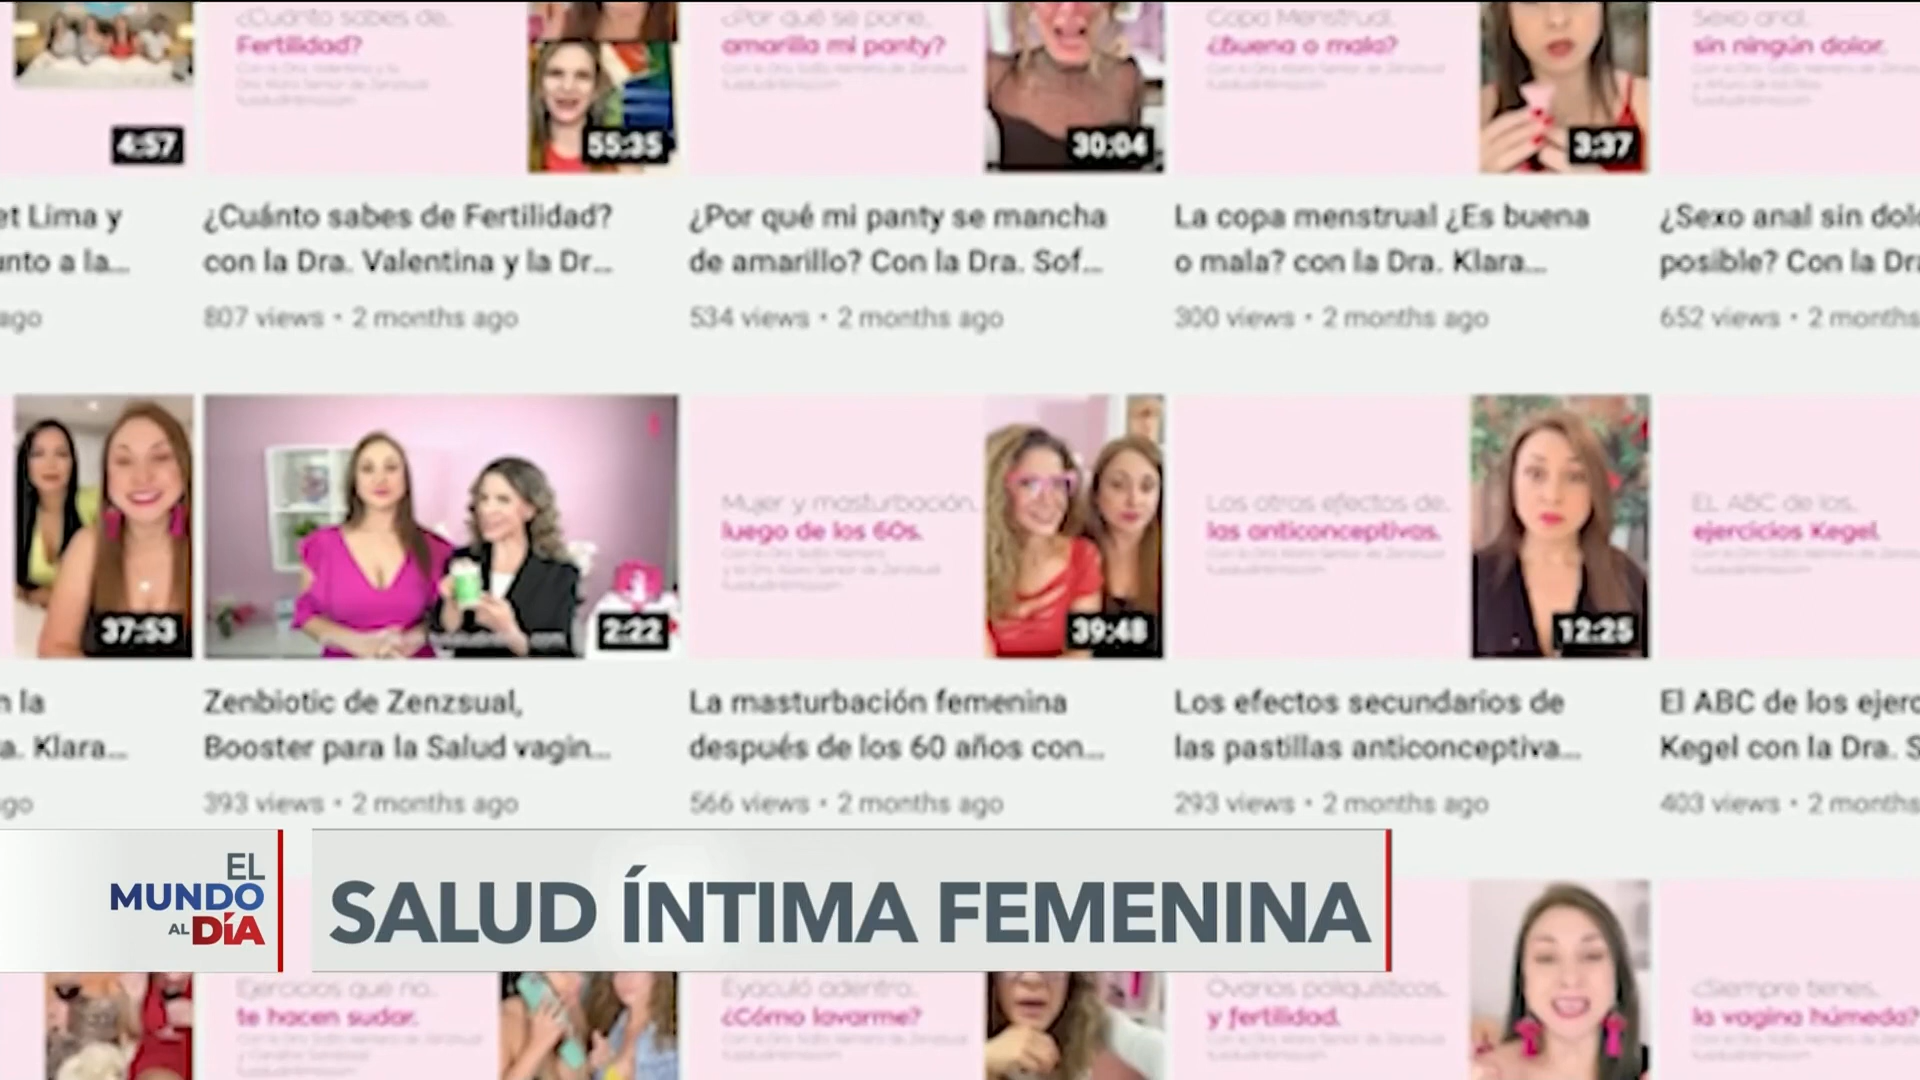 ¿Cuánto sabes de..
Fertilidad?
¿Por qué se pone..
amarilla mi panty?
Copa Menstrual..
¿Buena o mala?
Sexo anal..
sin ningún dolor.
4:57
55:35
30:04
3:37
et Lima y
unto a la...
ago
¿Cuánto sabes de Fertilidad?
con la Dra. Valentina y la Dr...
807 views • 2 months ago
¿Por qué mi panty se mancha
de amarillo? Con la Dra. Sof...
534 views • 2 months ago
La copa menstrual ¿Es buena
o mala? con la Dra. Klara...
300 views • 2 months ago
¿Sexo anal sin dol
posible? Con la Dr
652 views • 2 months
Mujer y masturbación..
luego de los 60s.
Los otros efectos de..
las anticonceptivas.
EL ABC de los..
ejercicios Kegel.
37:53
2:22
39:48
12:25
n la
a. Klara...
go
Zenbiotic de Zenzsual,
Booster para la Salud vagin...
393 views • 2 months ago
La masturbación femenina
después de los 60 años con...
566 views • 2 months ago
Los efectos secundarios de
las pastillas anticonceptiva...
293 views • 2 months ago
El ABC de los ejerc
Kegel con la Dra. S
403 views • 2 months
EL
MUNDO
AL DÍA
SALUD ÍNTIMA FEMENINA
Ejercicios que no..
te hacen sudar.
Eyaculó adentro..
¿Cómo lavarme?
Ovarios poliquísticos..
y fertilidad.
¿Siempre tienes..
la vagina húmeda?